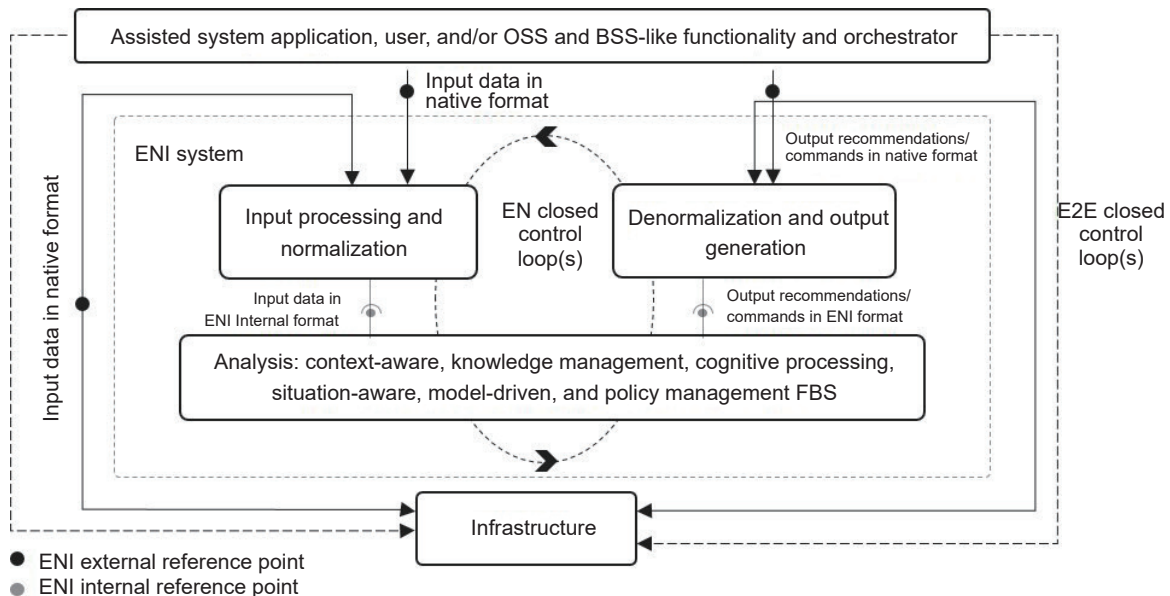 Assisted system application, user, and/or OSS and BSS-like functionality and orchestrator
Input data in
native format
Output recommendations/
commands in native format
ENI system
Input processing and
normalization
EN closed
control
loop(s)
Denormalization and output
generation
E2E closed
control
loop(s)
Input data in native format
Input data in
ENI Internal format
Output recommendations/
commands in ENI format
Analysis: context-aware, knowledge management, cognitive processing,
situation-aware, model-driven, and policy management FBS
Infrastructure
ENI external reference point
ENI internal reference point